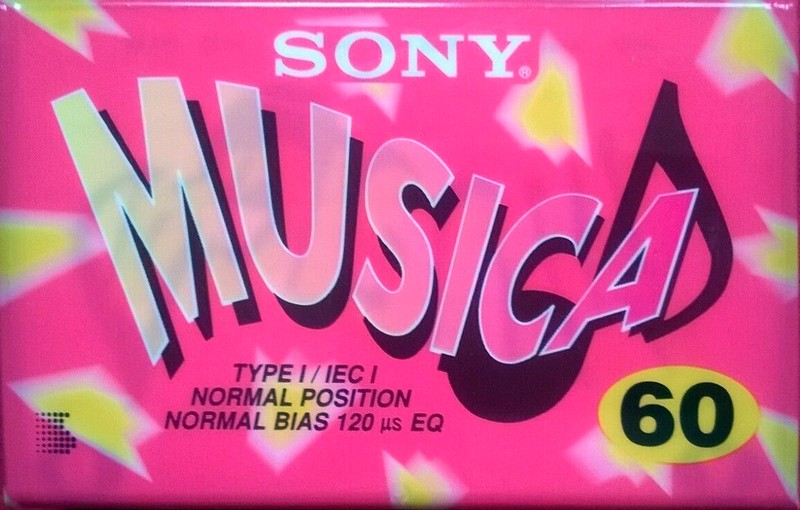 SONY®
MUSICA
TYPE I / IEC I
NORMAL POSITION
NORMAL BIAS 120 μs EQ
60